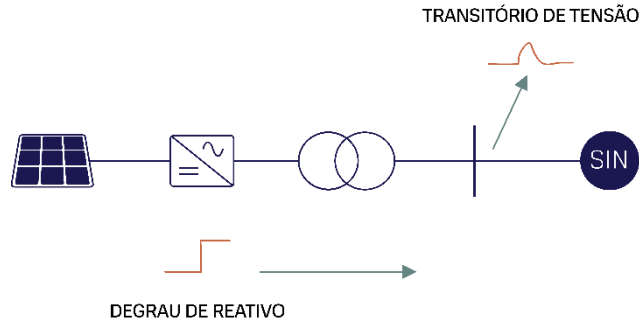 TRANSITÓRIO DE TENSÃO
SIN
DEGRAU DE REATIVO